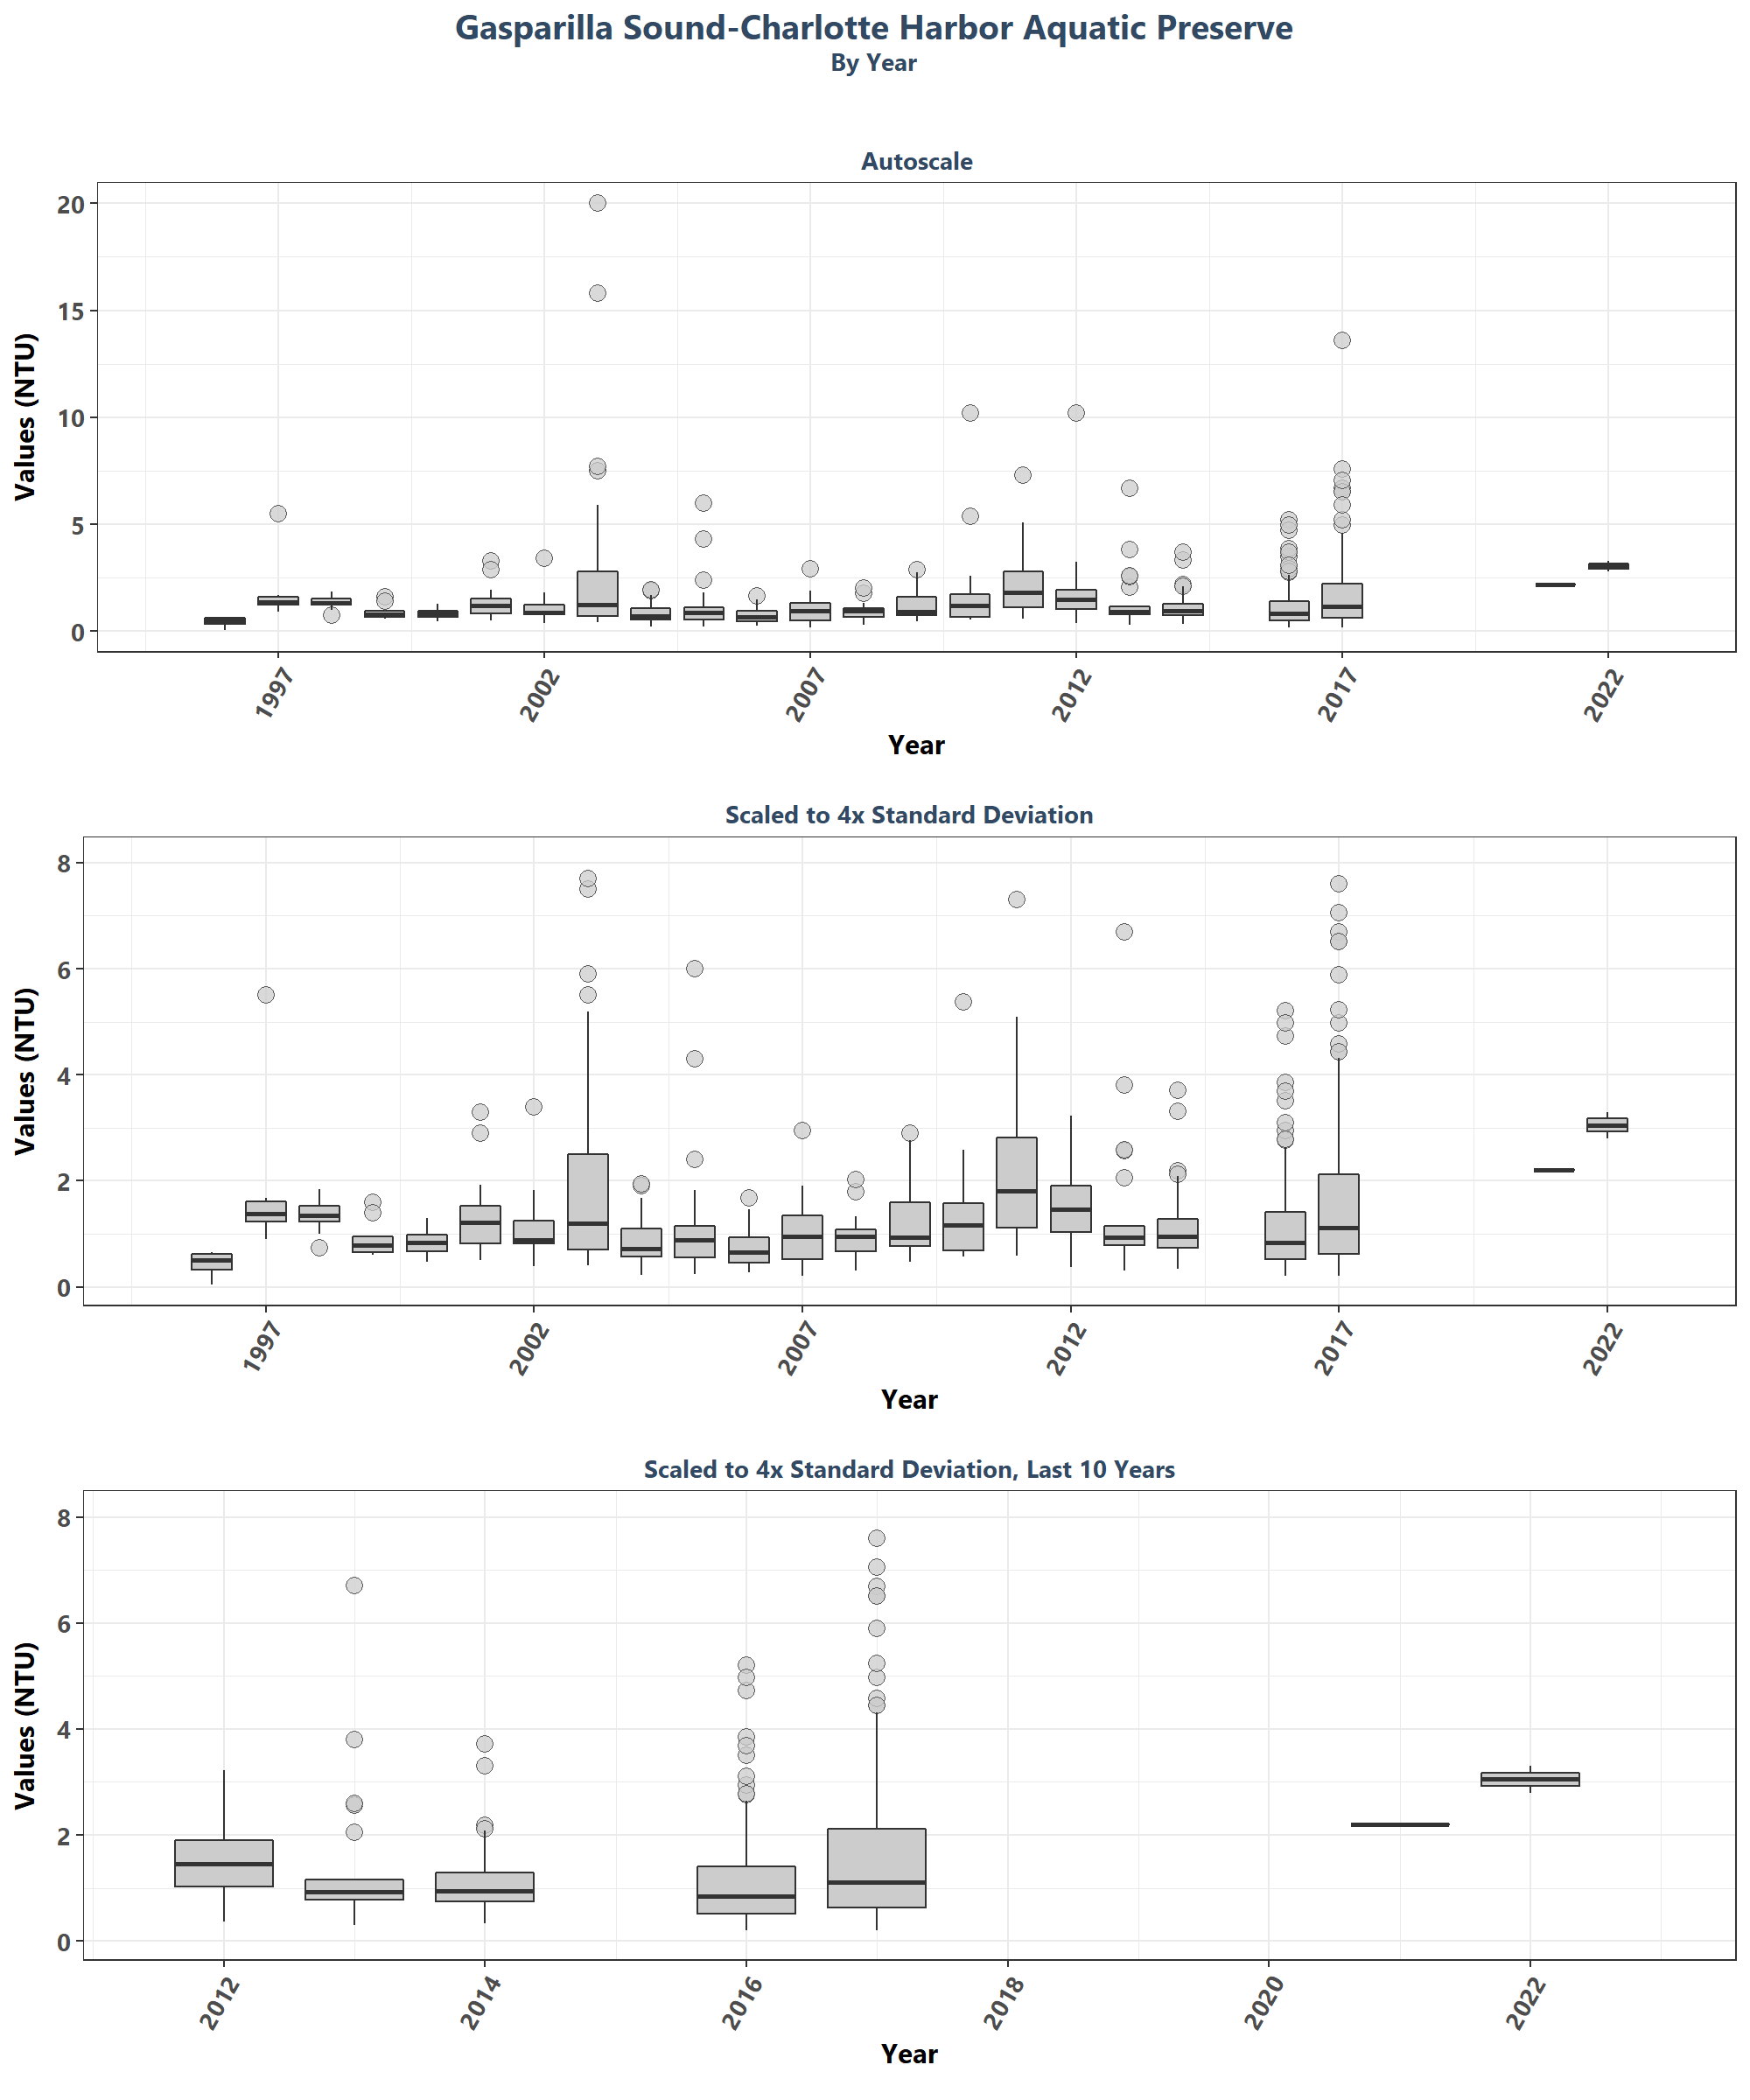 Gasparilla Sound-Charlotte Harbor Aquatic Preserve
By Year
Autoscale
Values (NTU)
20
15
10
5
0
1997 2002 2007 2012 2017 2022
Year
Scaled to 4x Standard Deviation
Values (NTU)
8
6
4
2
0
1997 2002 2007 2012 2017 2022
Year
Scaled to 4x Standard Deviation, Last 10 Years
Values (NTU)
8
6
4
2
0
2012 2014 2016 2018 2020 2022
Year